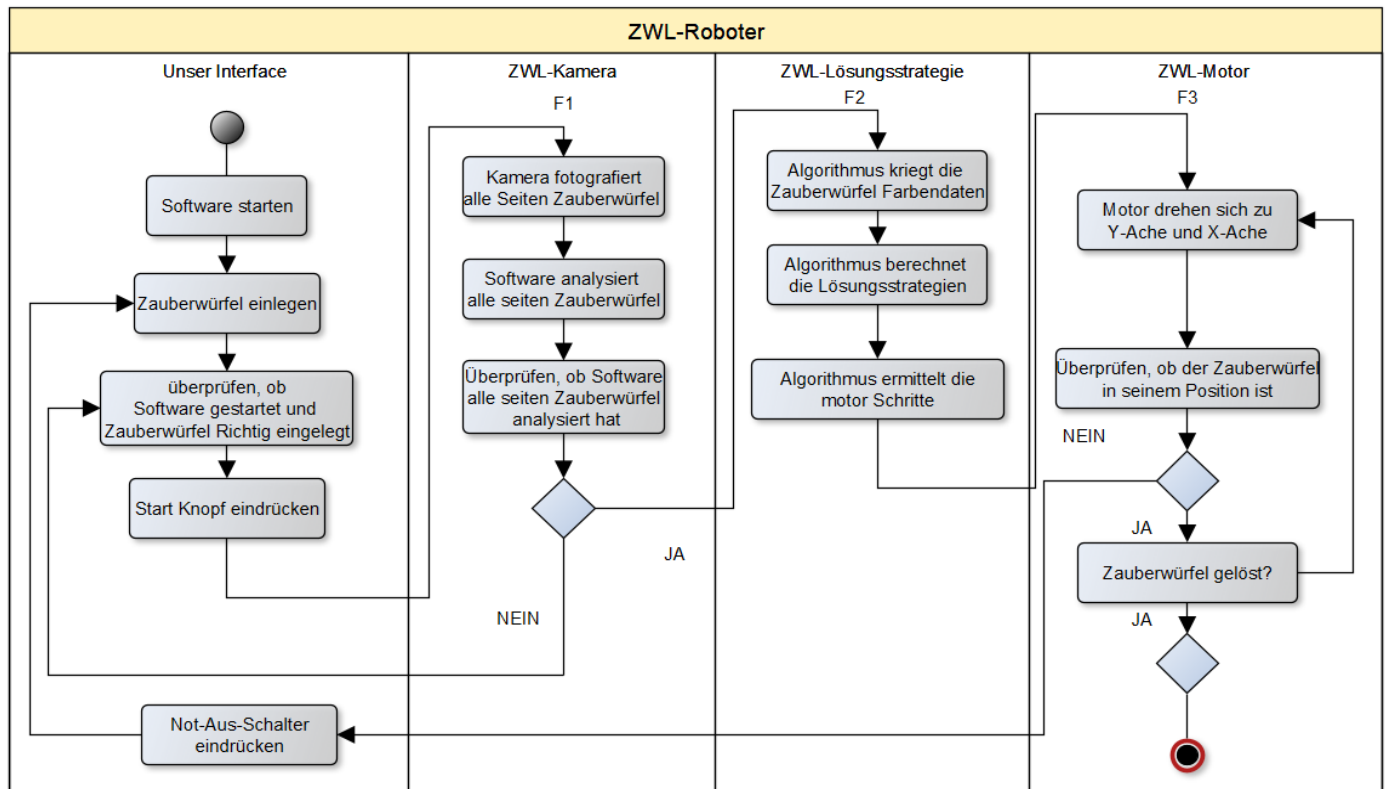 ZWL-Roboter
Unser Interface
Software starten
Zauberwürfel einlegen
überprüfen, ob
Software gestartet und
Zauberwürfel Richtig eingelegt
Start Knopf eindrücken
Not-Aus-Schalter
eindrücken
ZWL-Kamera
F1
Kamera fotografiert
alle Seiten Zauberwürfel
Software analysiert
alle seiten Zauberwürfel
Überprüfen, ob Software
alle seiten Zauberwürfel
analysiert hat
JA
NEIN
ZWL-Lösungsstrategie
F2
Algorithmus kriegt die
Zauberwürfel Farbendaten
Algorithmus berechnet
die Lösungsstrategien
Algorithmus ermittelt die
motor Schritte
ZWL-Motor
F3
Motor drehen sich zu
Y-Ache und X-Ache
Überprüfen, ob der Zauberwürfel
in seinem Position ist
NEIN
JA
Zauberwürfel gelöst?
JA